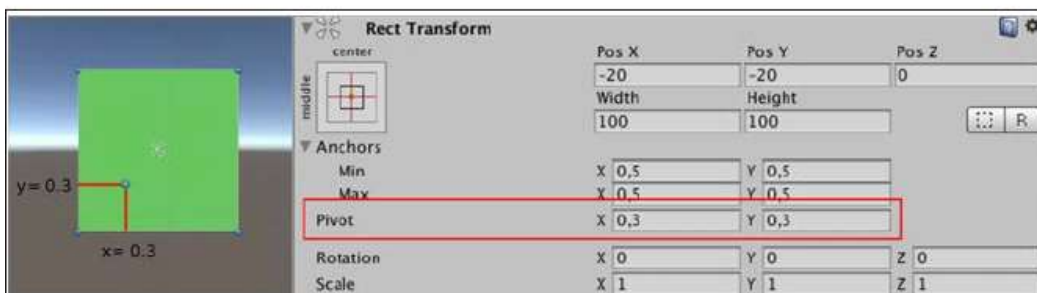 Rect Transform
center
middle
Pos X Pos Y Pos Z
-20 -20 0
Width Height
100 100
R
Anchors
Min X 0,5 Y 0,5
Max X 0,5 Y 0,5
Pivot X 0,3 Y 0,3
Rotation X 0 Y 0 Z 0
Scale X 1 Y 1 Z 1
y= 0.3
x= 0.3